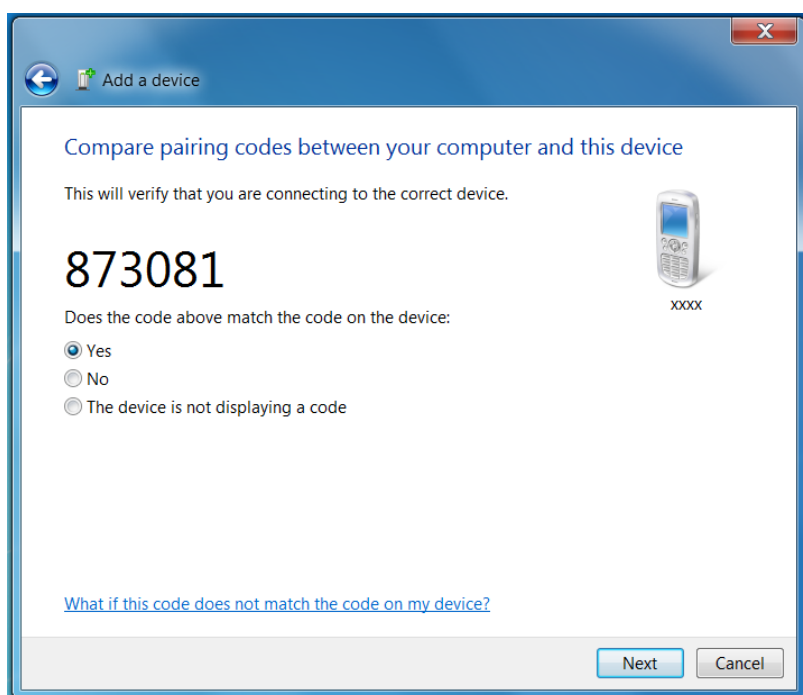 Add a device
Compare pairing codes between your computer and this device
This will verify that you are connecting to the correct device.
873081
xxxx
Does the code above match the code on the device:
Yes
No
The device is not displaying a code
What if this code does not match the code on my device?
Next
Cancel